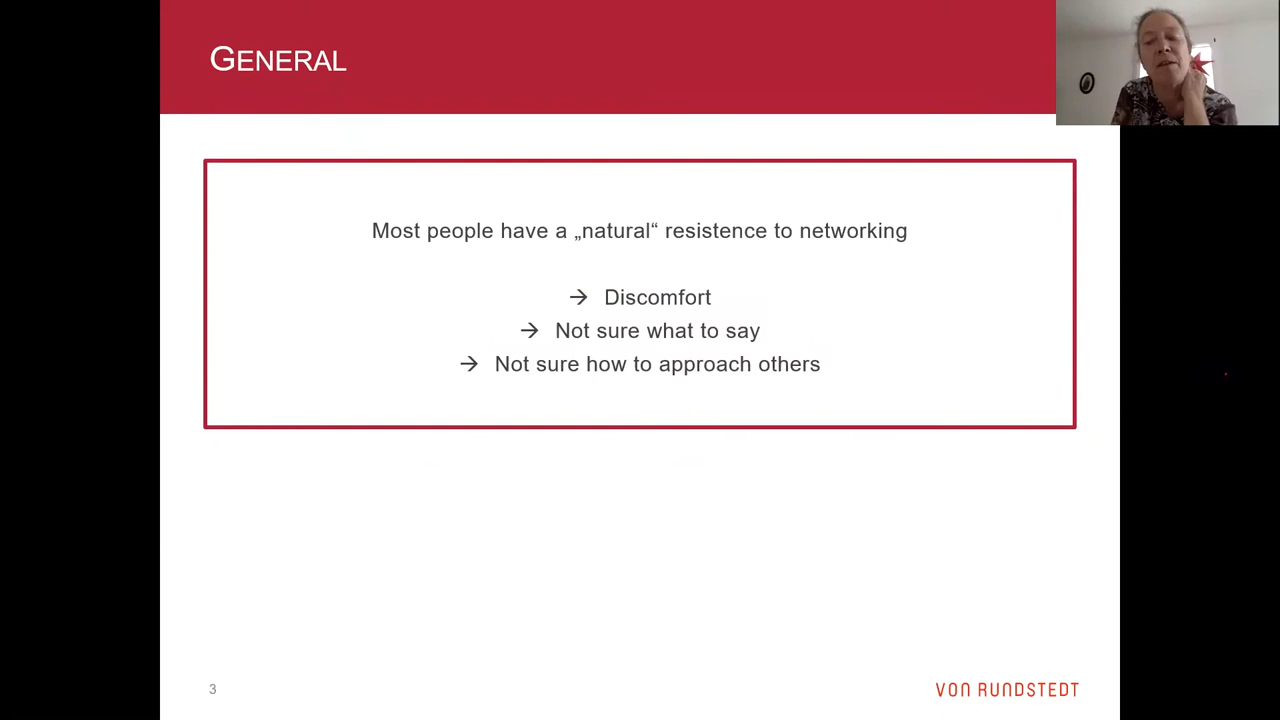 GENERAL
Most people have a „natural“ resistence to networking
→ Discomfort
→ Not sure what to say
→ Not sure how to approach others
3
VON RUNDSTEDT